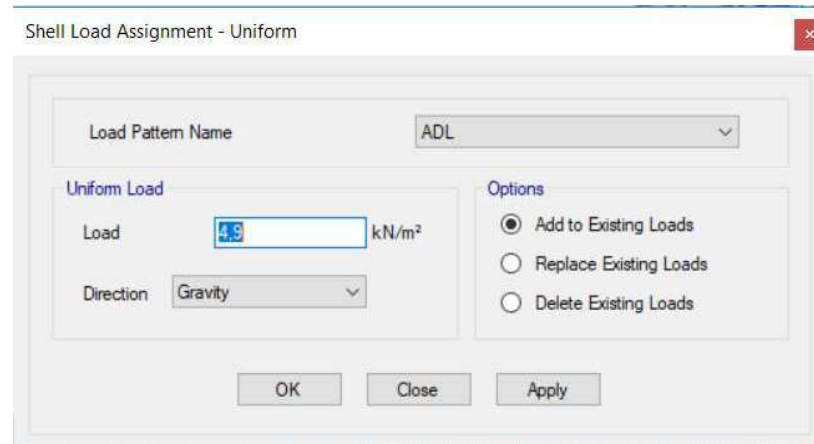 Shell Load Assignment - Uniform
Load Pattern Name
ADL
Uniform Load
Load
4.9
kN/m²
Direction
Gravity
Options
Add to Existing Loads
Replace Existing Loads
Delete Existing Loads
OK
Close
Apply